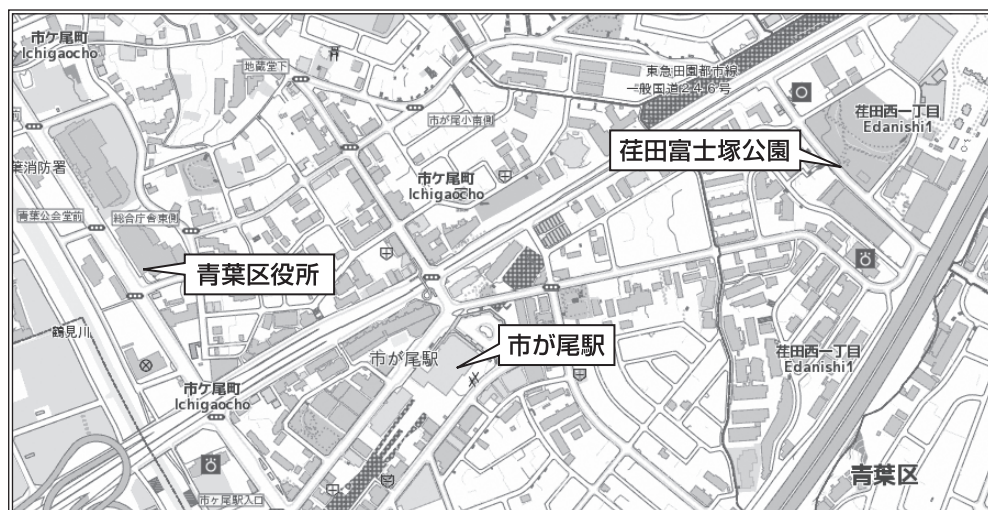 市ケ尾町
Ichigaocho
地蔵堂下
東急田園都市線
一般国道246号
荏田西一丁目
Edanishi1
市が尾小南側
荏田富士塚公園
葉消防署
市ケ尾町
Ichigaocho
青葉公会堂前
総合庁舎東側
青葉区役所
鶴見川
市が尾駅
市が尾駅
荏田西一丁目
Edanishi1
市ケ尾町
Ichigaocho
青葉区
市ヶ尾駅入口